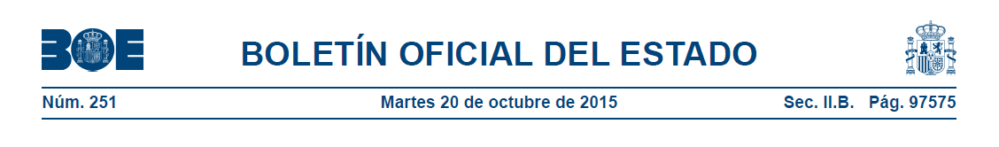 BOE
BOLETÍN OFICIAL DEL ESTADO
Núm. 251 Martes 20 de octubre de 2015 Sec. II.B. Pág. 97575